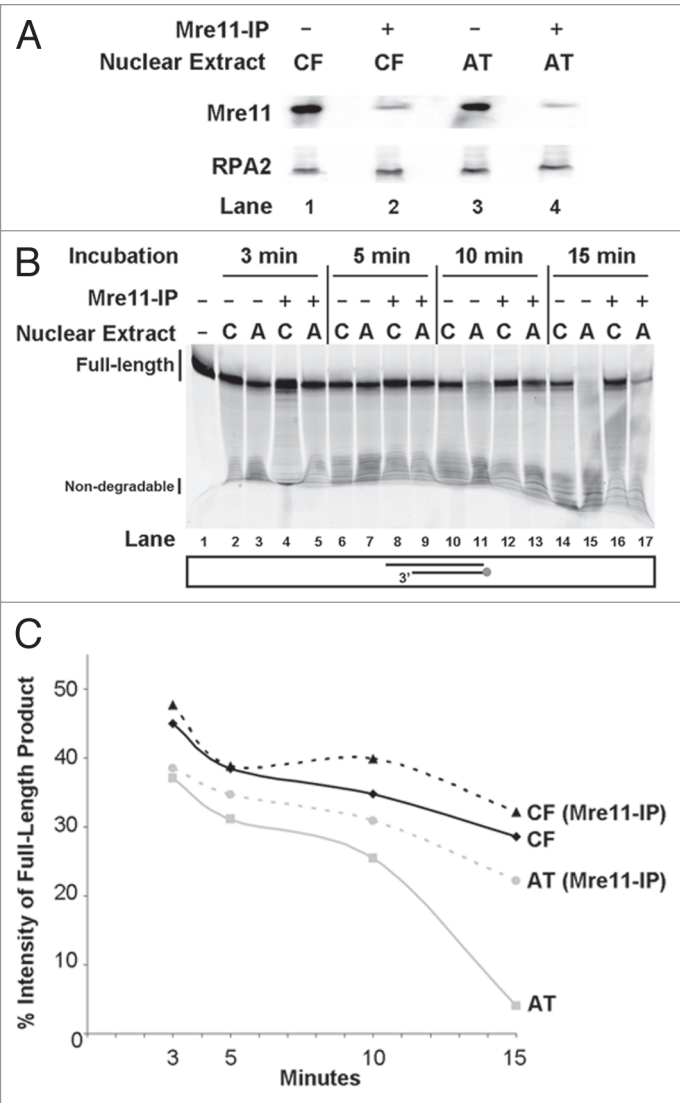 A
Mre11-IP - + - +
Nuclear Extract CF CF AT AT
Mre11
RPA2
Lane 1 2 3 4
B
Incubation 3 min 5 min 10 min 15 min
Mre11-IP - - - + + - - + + - - + + - - + +
Nuclear Extract - C A C A C A C A C A C A C A C A
Full-length
Non-degradable
Lane 1 2 3 4 5 6 7 8 9 10 11 12 13 14 15 16 17
3'
C
% Intensity of Full-Length Product
50
40
30
20
10
0
CF (Mre11-IP)
CF
AT (Mre11-IP)
AT
3 5 10 15
Minutes